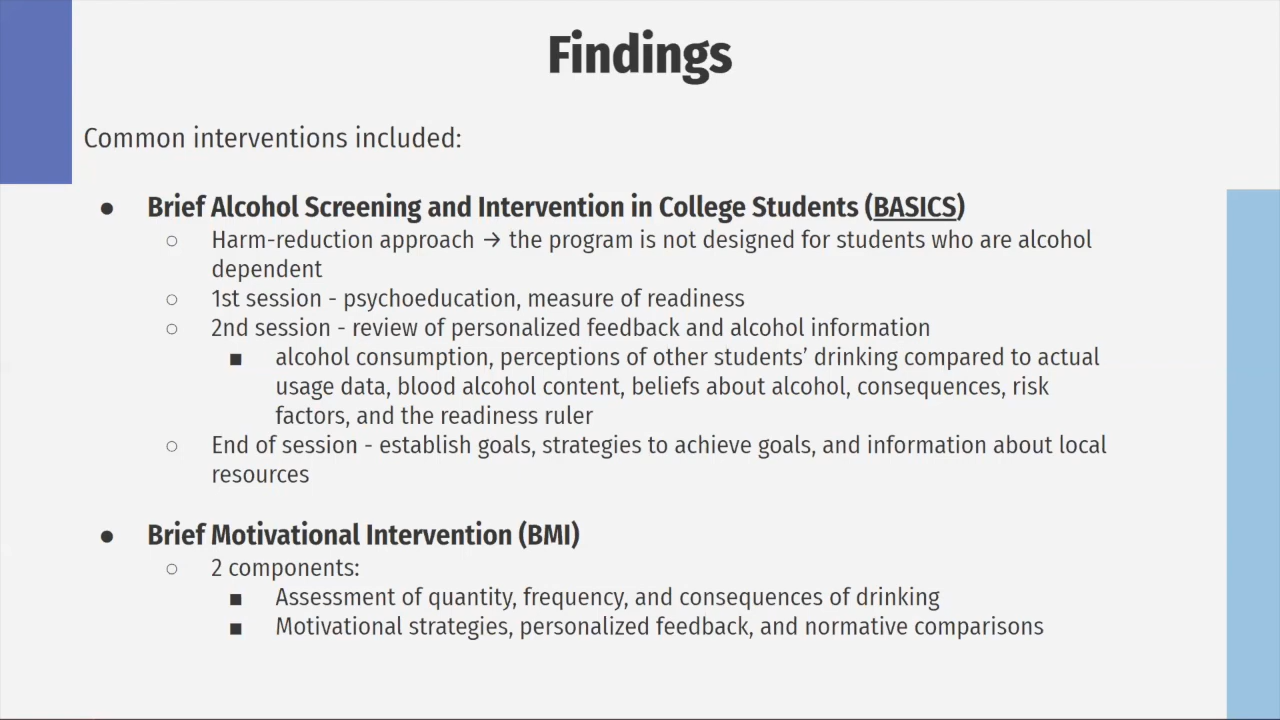 Findings
Common interventions included:
● Brief Alcohol Screening and Intervention in College Students (BASICS)
○ Harm-reduction approach → the program is not designed for students who are alcohol
dependent
○ 1st session - psychoeducation, measure of readiness
○ 2nd session - review of personalized feedback and alcohol information
■ alcohol consumption, perceptions of other students’ drinking compared to actual
usage data, blood alcohol content, beliefs about alcohol, consequences, risk
factors, and the readiness ruler
○ End of session - establish goals, strategies to achieve goals, and information about local
resources
● Brief Motivational Intervention (BMI)
○ 2 components:
■ Assessment of quantity, frequency, and consequences of drinking
■ Motivational strategies, personalized feedback, and normative comparisons